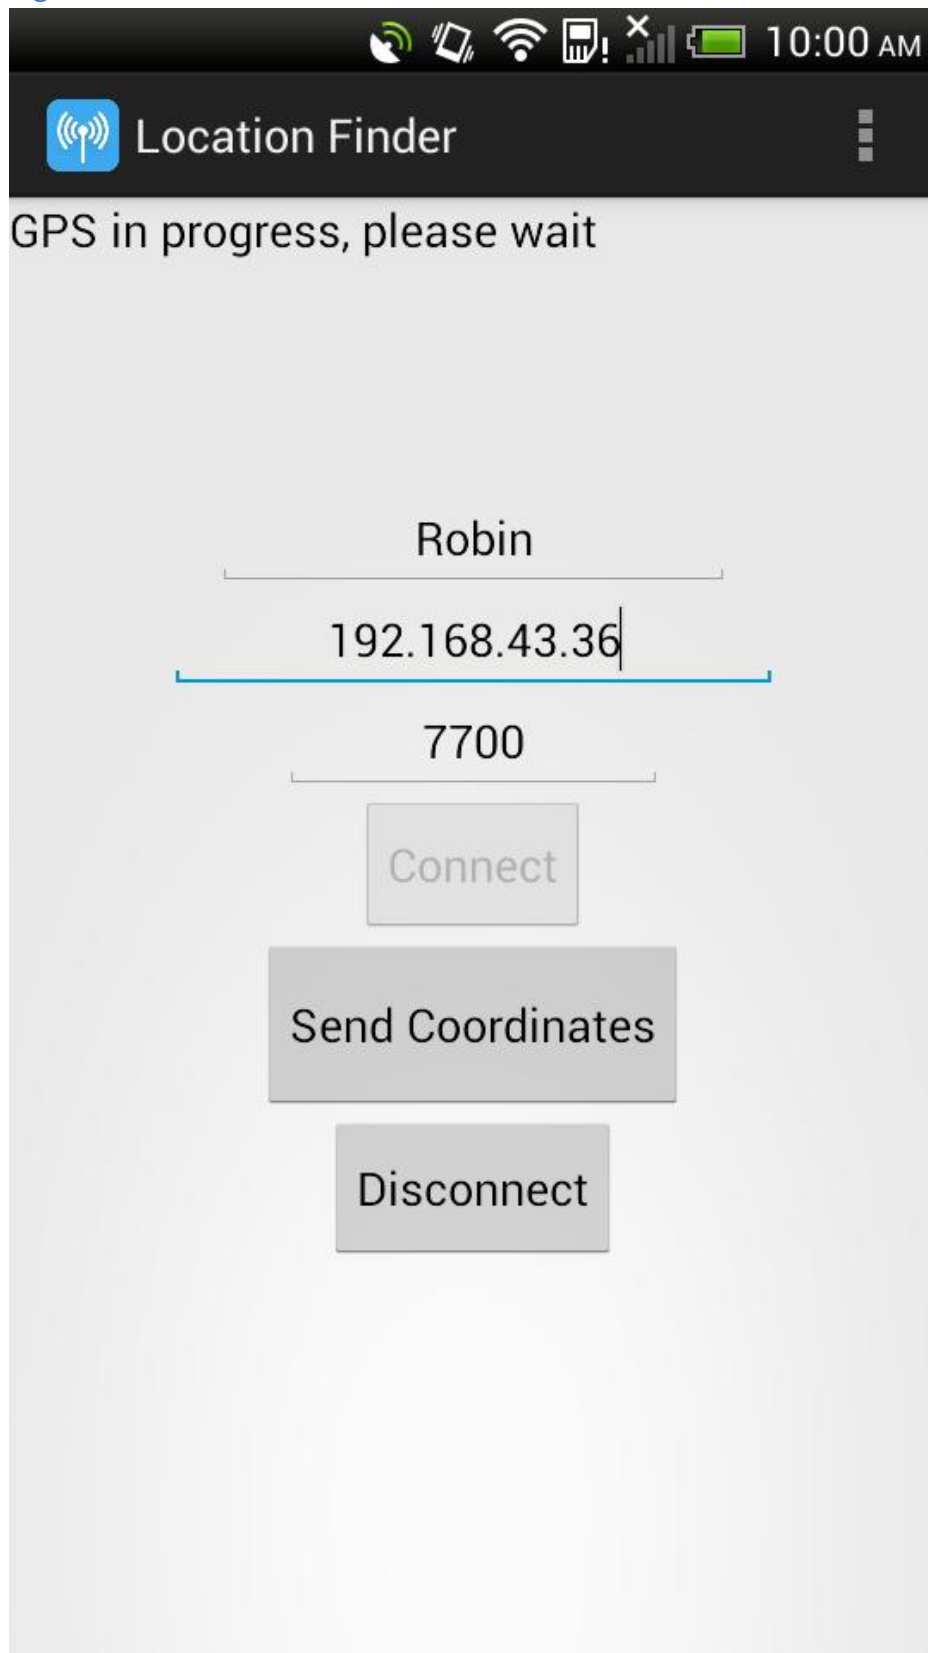 10:00 AM
Location Finder
GPS in progress, please wait
Robin
192.168.43.36
7700
Connect
Send Coordinates
Disconnect